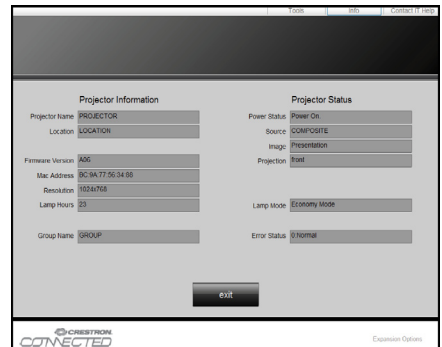 Tools Info Contact IT Help
Projector Information
Projector Name PROJECTOR
Location LOCATION
Firmware Version A06
Mac Address BC:9A:77:56:34:88
Resolution 1024x768
Lamp Hours 23
Group Name GROUP
Projector Status
Power Status Power On
Source COMPOSITE
Image Presentation
Projection front
Lamp Mode Economy Mode
Error Status 0:Normal
exit
CRESTRON
CONNECTED
Expansion Options